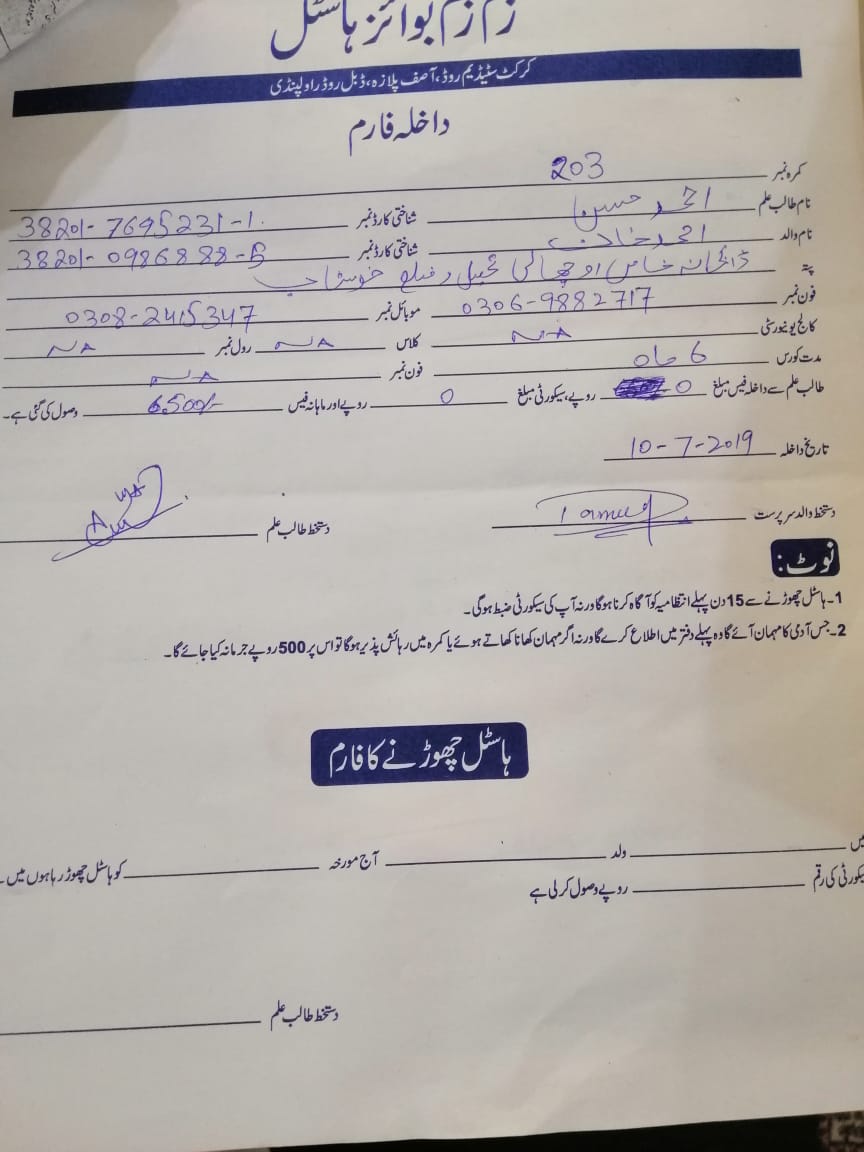 زم زم بوائز ہاسٹل
کرکٹ سٹیڈیم روڈ، آصف پلازہ، ڈبل روڈ راولپنڈی
داخلہ فارم
کمرہ نمبر 203
نام طالب علم احمد حسن شناختی کارڈ نمبر 38201-7695231-1
نام والد احمد خان شناختی کارڈ نمبر 38201-0986888-5
پتہ ڈاکخانہ خاص اوچھالی تحصیل و ضلع خوشاب
فون نمبر 0306-9882717 موبائل نمبر 0308-2415347
کالج یونیورسٹی NA کلاس NA رول نمبر NA
مدت کورس 6 ماہ فون نمبر NA
طالب علم سے داخلہ فیس مبلغ 0 روپے، سیکورٹی مبلغ 0 روپے اور ماہانہ فیس 6,500/- وصول کی گئی ہے۔
تاریخ داخلہ 10-7-2019
دستخط والد سرپرست دستخط طالب علم
نوٹ:
1۔ ہاسٹل چھوڑنے سے 15 دن پہلے انتظامیہ کو آگاہ کرنا ہوگا ورنہ آپ کی سیکورٹی ضبط ہوگی۔
2۔ جس آدمی کا مہمان آئے گا وہ پہلے دفتر میں اطلاع کرے گا ورنہ اگر مہمان کھانا کھاتے ہوئے یا کمرہ میں رہائش پذیر ہوگا تو اس پر 500 روپے جرمانہ کیا جائے گا۔
ہاسٹل چھوڑنے کا فارم
میں ولد آج مورخہ کو ہاسٹل چھوڑ رہا ہوں میں
سیکورٹی کی رقم روپے وصول کر لی ہے
دستخط طالب علم